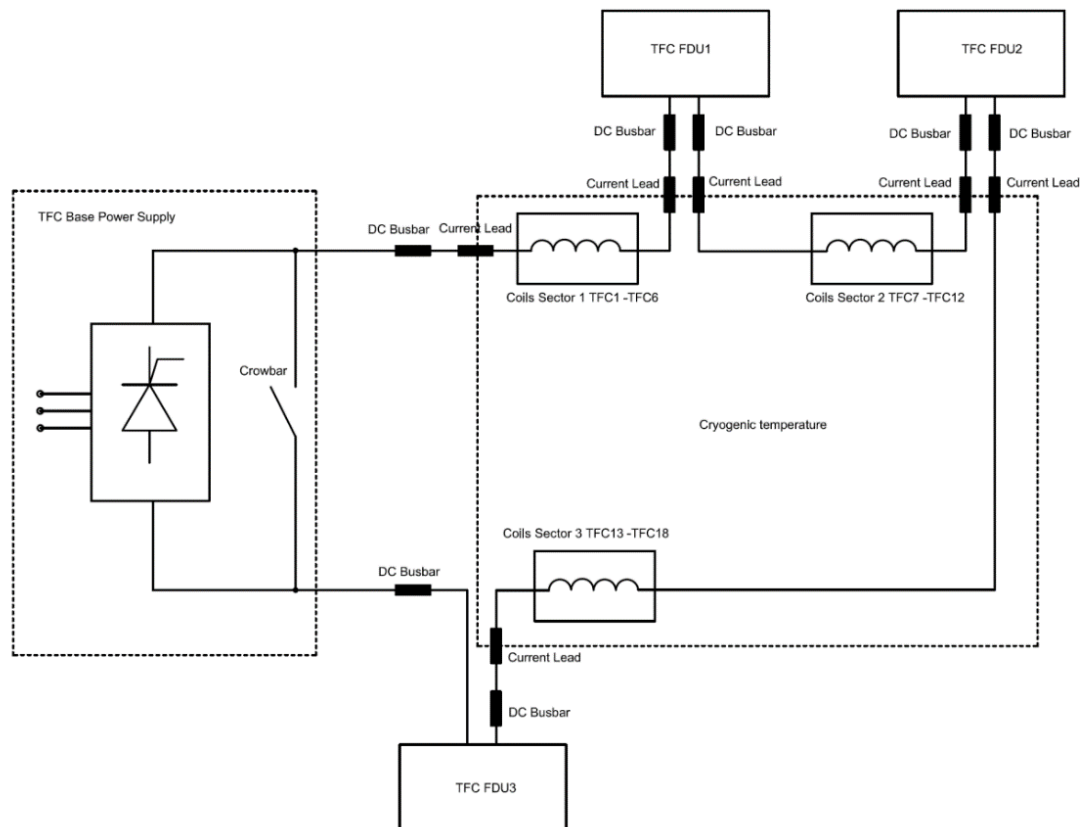 TFC FDU1
TFC FDU2
DC Busbar
DC Busbar
DC Busbar
DC Busbar
Current Lead
Current Lead
Current Lead
Current Lead
TFC Base Power Supply
DC Busbar
Current Lead
Coils Sector 1 TFC1 -TFC6
Coils Sector 2 TFC7 -TFC12
Crowbar
Cryogenic temperature
Coils Sector 3 TFC13 -TFC18
DC Busbar
Current Lead
DC Busbar
TFC FDU3